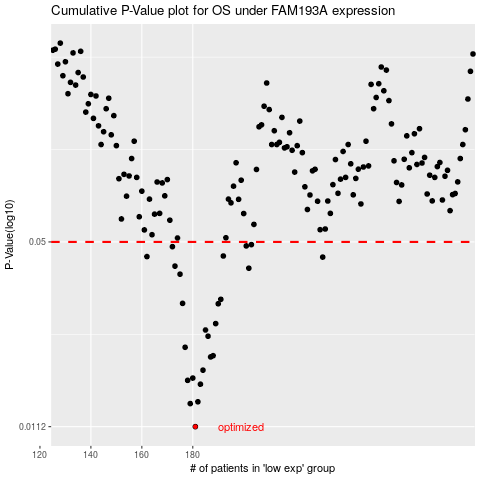 Cumulative P-Value plot for OS under FAM193A expression
P-Value(log10)
0.05
0.0112
optimized
120 140 160 180
# of patients in 'low exp' group